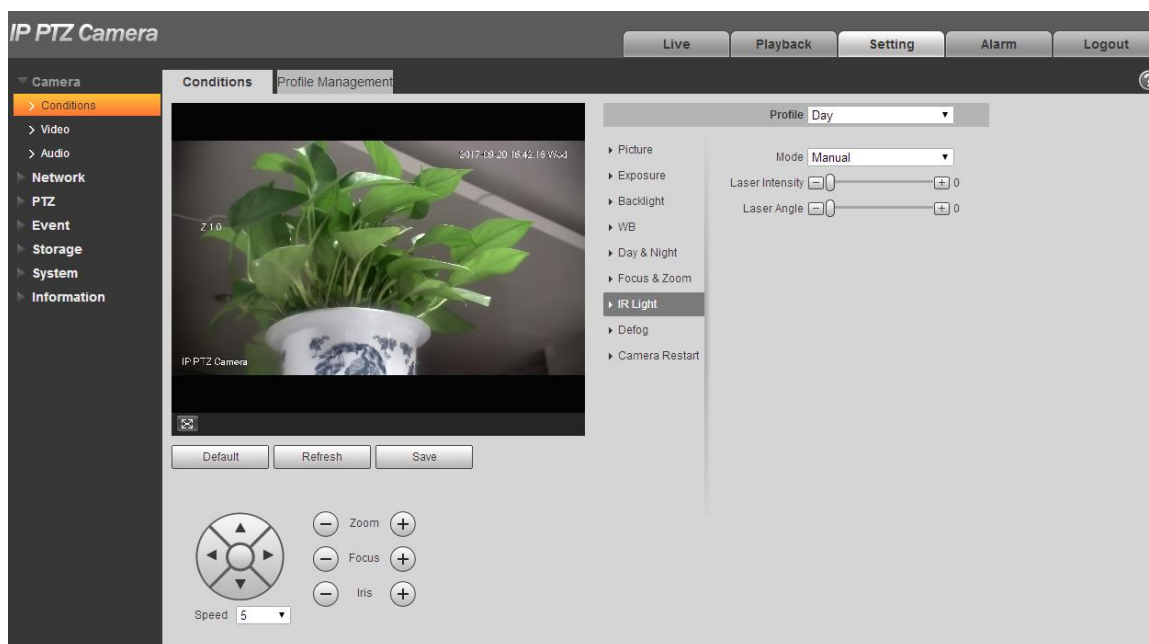 IP PTZ Camera
Live Playback Setting Alarm Logout
Camera
Conditions
Video
Audio
Network
PTZ
Event
Storage
System
Information
Conditions Profile Management
2017-09-20 16:42:16 Wed
Z:1.0
IP PTZ Camera
Default Refresh Save
Zoom
Focus
Iris
Speed 5
Profile Day
Picture
Exposure
Backlight
WB
Day & Night
Focus & Zoom
IR Light
Defog
Camera Restart
Mode Manual
Laser Intensity 0
Laser Angle 0